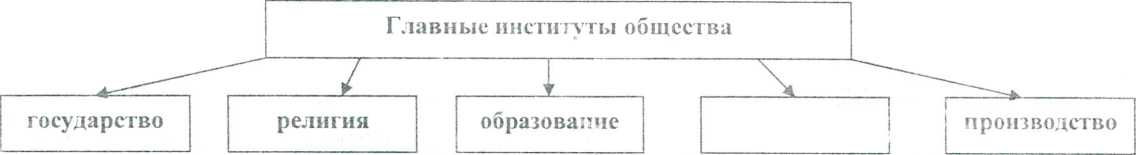 Главные институты общества
государство
религия
образование
производство